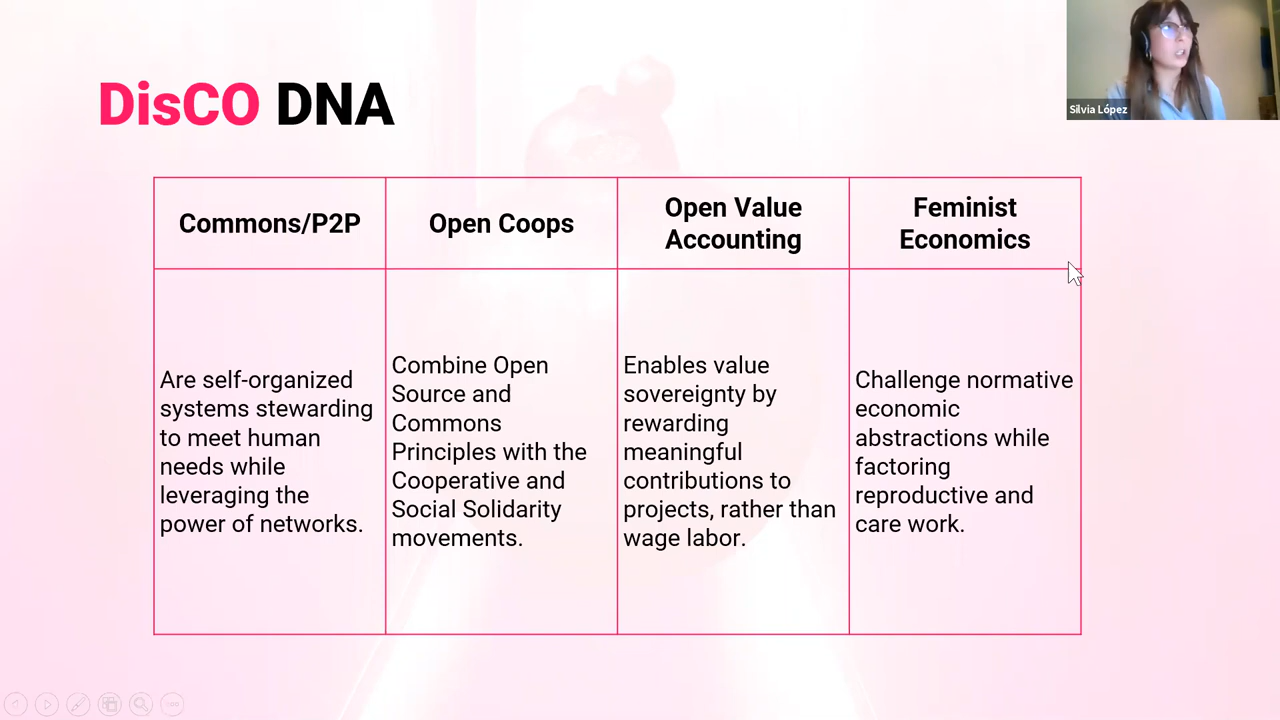 DisCO DNA
Silvia López
Commons/P2P
Open Coops
Open Value
Accounting
Feminist
Economics
Are self-organized
systems stewarding
to meet human
needs while
leveraging the
power of networks.
Combine Open
Source and
Commons
Principles with the
Cooperative and
Social Solidarity
movements.
Enables value
sovereignty by
rewarding
meaningful
contributions to
projects, rather than
wage labor.
Challenge normative
economic
abstractions while
factoring
reproductive and
care work.